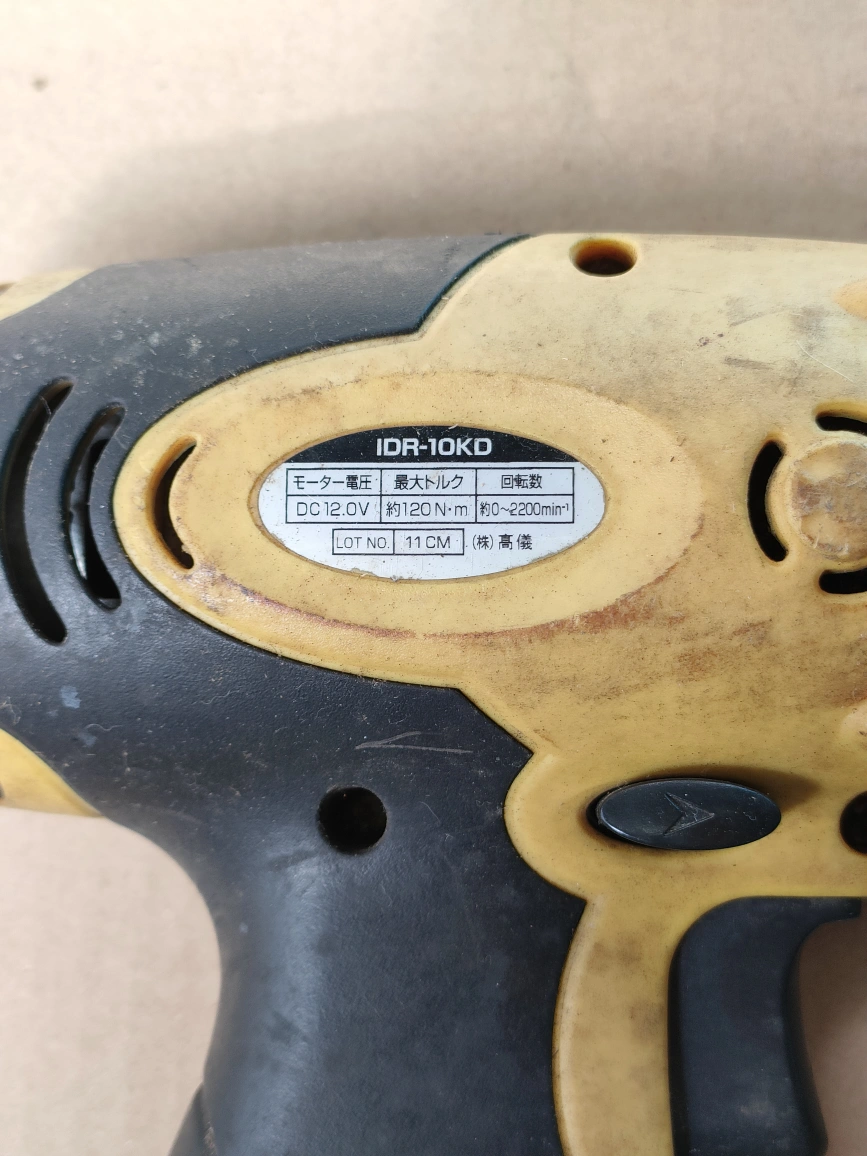 IDR-10KD
モーター電圧 最大トルク 回転数
DC12.0V 約120N・m 約0～2200min⁻¹
LOT NO. 11CM (株)髙儀